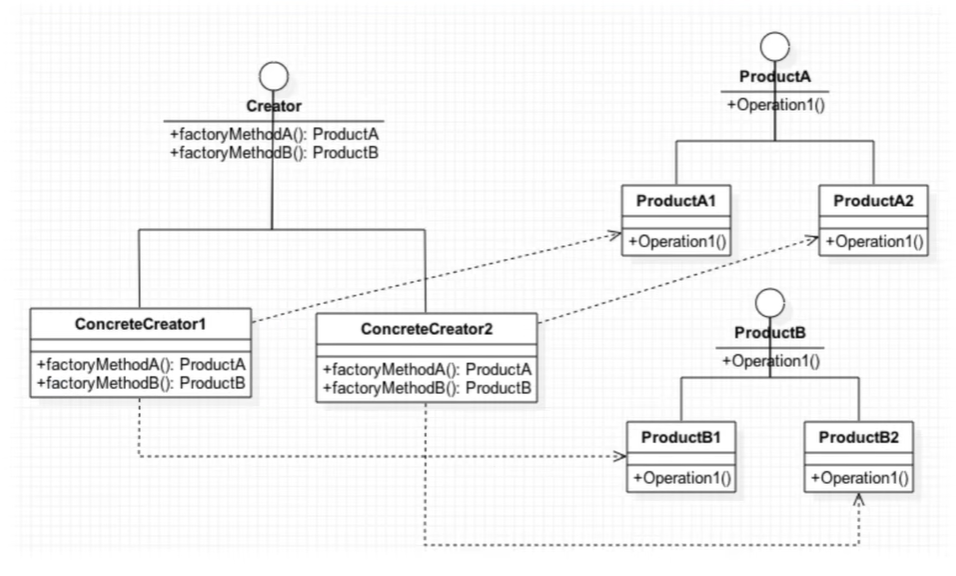 Creator
+factoryMethodA(): ProductA
+factoryMethodB(): ProductB
ProductA
+Operation1()
ProductA1
+Operation1()
ProductA2
+Operation1()
ConcreteCreator1
+factoryMethodA(): ProductA
+factoryMethodB(): ProductB
ConcreteCreator2
+factoryMethodA(): ProductA
+factoryMethodB(): ProductB
ProductB
+Operation1()
ProductB1
+Operation1()
ProductB2
+Operation1()